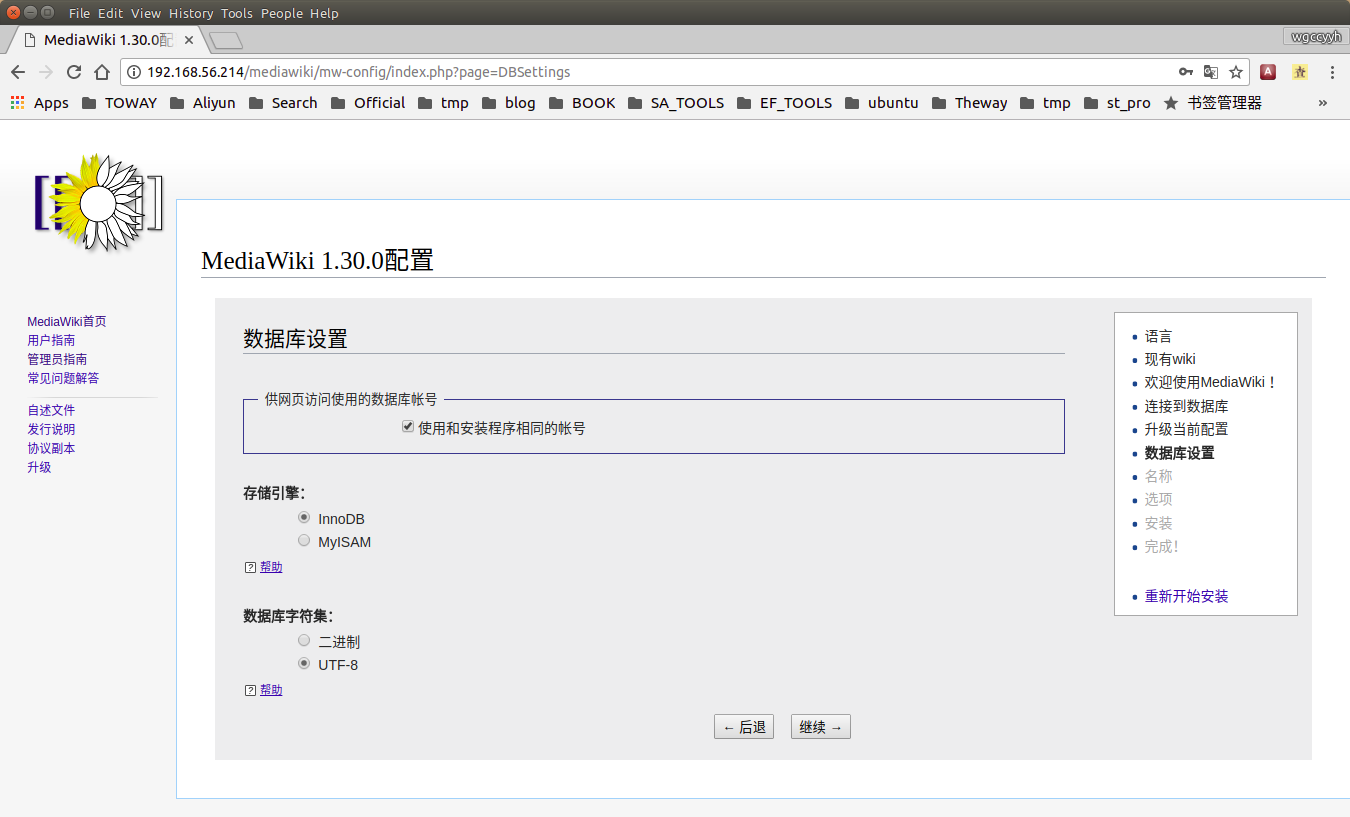 File Edit View History Tools People Help
MediaWiki 1.30.0配
wgccyyh
192.168.56.214/mediawiki/mw-config/index.php?page=DBSettings
Apps TOWAY Aliyun Search Official tmp blog BOOK SA_TOOLS EF_TOOLS ubuntu Theway tmp st_pro 书签管理器 »
MediaWiki首页
用户指南
管理员指南
常见问题解答
自述文件
发行说明
协议副本
升级
MediaWiki 1.30.0配置
数据库设置
供网页访问使用的数据库帐号
使用和安装程序相同的帐号
存储引擎：
InnoDB
MyISAM
帮助
数据库字符集：
二进制
UTF-8
帮助
← 后退 继续 →
语言
现有wiki
欢迎使用MediaWiki！
连接到数据库
升级当前配置
数据库设置
名称
选项
安装
完成！
重新开始安装